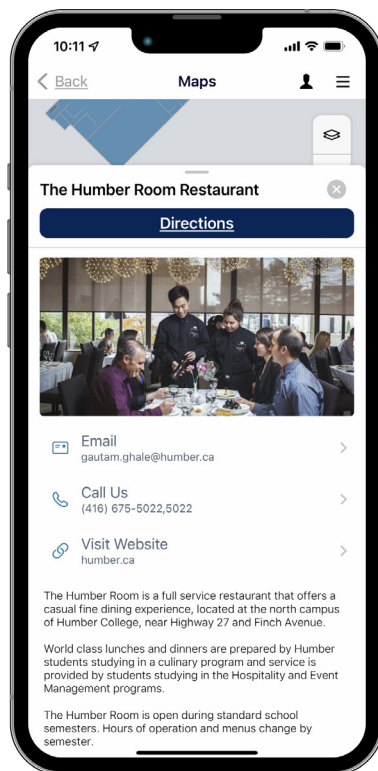 10:11
Back Maps
The Humber Room Restaurant
Directions
Email
gautam.ghale@humber.ca
Call Us
(416) 675-5022,5022
Visit Website
humber.ca
The Humber Room is a full service restaurant that offers a
casual fine dining experience, located at the north campus
of Humber College, near Highway 27 and Finch Avenue.
World class lunches and dinners are prepared by Humber
students studying in a culinary program and service is
provided by students studying in the Hospitality and Event
Management programs.
The Humber Room is open during standard school
semesters. Hours of operation and menus change by
semester.